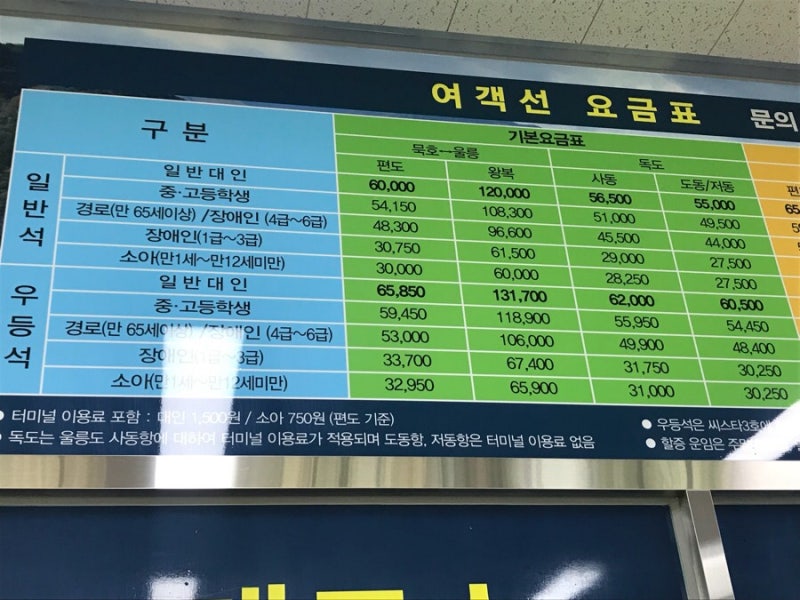 여객선 요금표 문의
구분 기본요금표
묵호↔울릉 독도
편도 왕복 사동 도동/저동
일반석
일반대인 60,000 120,000 56,500 55,000
중·고등학생 54,150 108,300 51,000 49,500
경로(만 65세이상) /장애인 (4급~6급) 48,300 96,600 45,500 44,000
장애인(1급~3급) 30,750 61,500 29,000 27,500
소아(만1세~만12세미만) 30,000 60,000 28,250 27,500
우등석
일반대인 65,850 131,700 62,000 60,500
중·고등학생 59,450 118,900 55,950 54,450
경로(만 65세이상) /장애인 (4급~6급) 53,000 106,000 49,900 48,400
장애인(1급~3급) 33,700 67,400 31,750 30,250
소아(만1세~만12세미만) 32,950 65,900 31,000 30,250
● 터미널 이용료 포함 : 대인 1,500원 / 소아 750원 (편도 기준)
● 우등석은 씨스타3호에
독도는 울릉도 사동항에 대하여 터미널 이용료가 적용되며 도동항, 저동항은 터미널 이용료 없음
● 할증 운임은